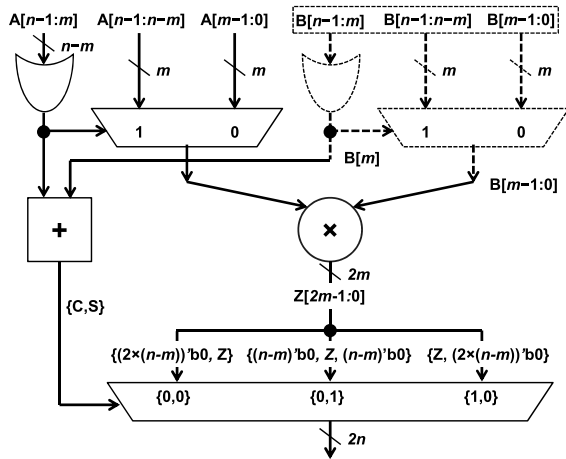 A[n-1:m] A[n-1:n-m] A[m-1:0] B[n-1:m] B[n-1:n-m] B[m-1:0]
n-m m m m m
1 0 1 0
B[m]
B[m-1:0]
+ ×
2m
{C,S} Z[2m-1:0]
{(2×(n-m))'b0, Z} {(n-m)'b0, Z, (n-m)'b0} {Z, (2×(n-m))'b0}
{0,0} {0,1} {1,0}
2n